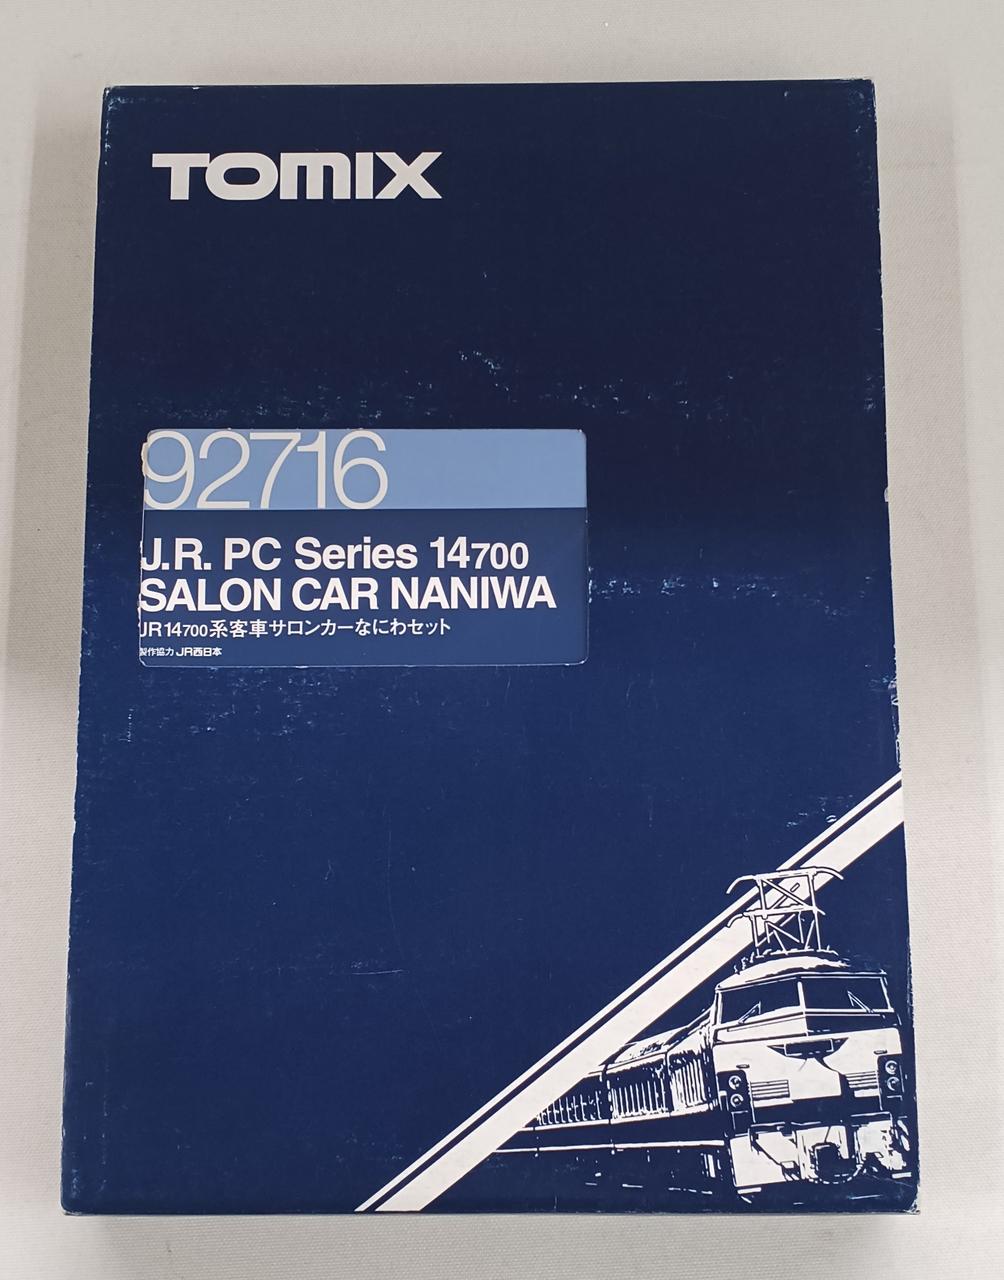 TOMIX
92716
J.R. PC Series 14700
SALON CAR NANIWA
JR14700系客車サロンカーなにわセット
製作協力 JR西日本